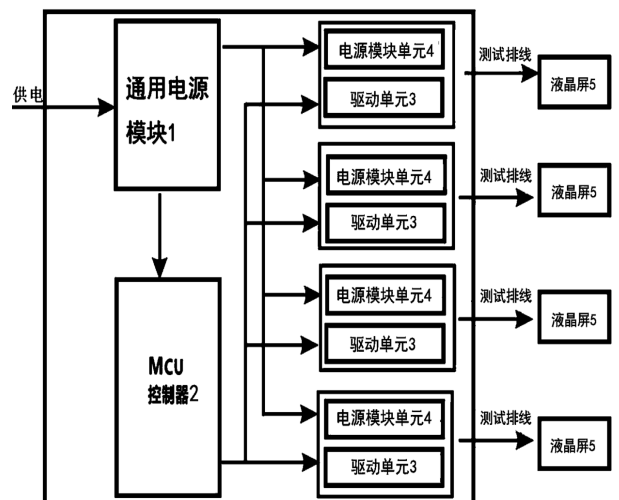 供电
通用电源
模块1
Mcu
控制器2
电源模块单元4
驱动单元3
测试排线
液晶屏5
电源模块单元4
驱动单元3
测试排线
液晶屏5
电源模块单元4
驱动单元3
测试排线
液晶屏5
电源模块单元4
驱动单元3
测试排线
液晶屏5